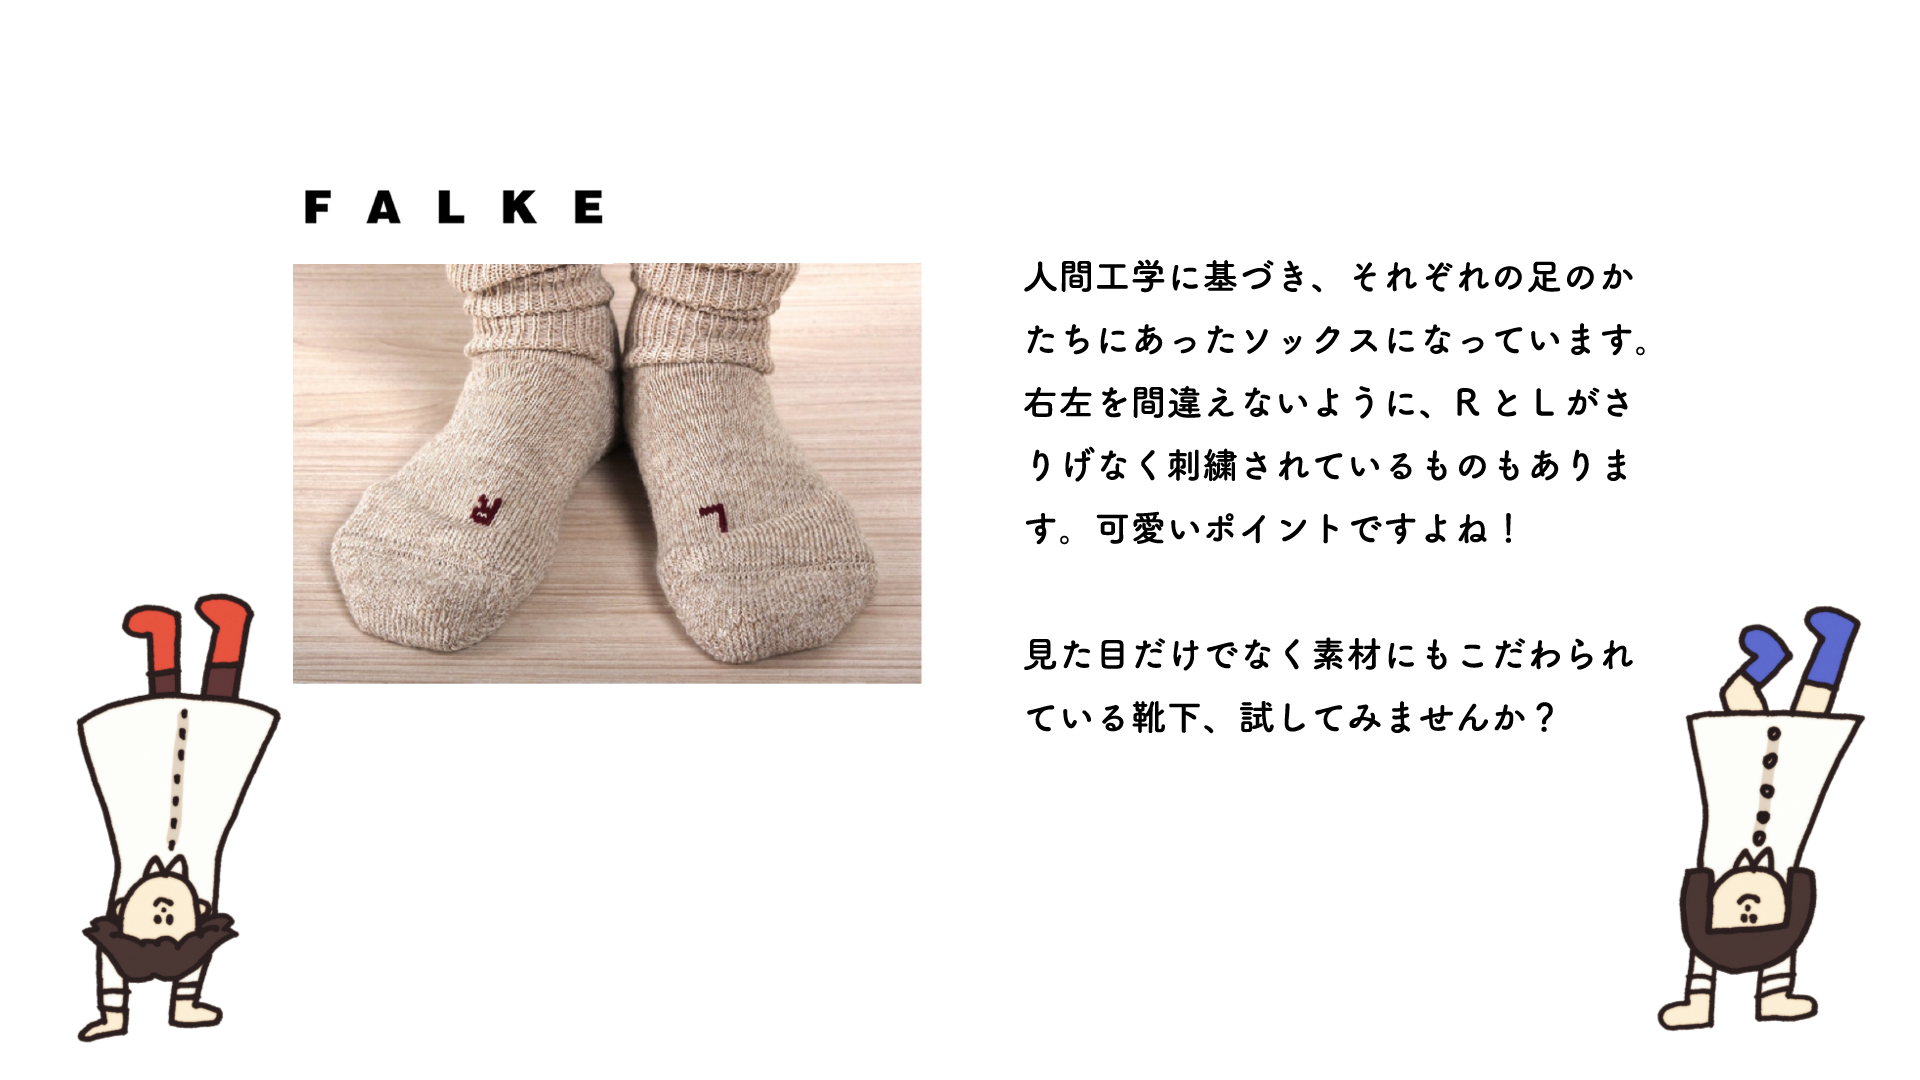 FALKE
R L
人間工学に基づき、それぞれの足のか
たちにあったソックスになっています。
右左を間違えないように、RとLがさ
りげなく刺繍されているものもありま
す。可愛いポイントですよね！
見た目だけでなく素材にもこだわられ
ている靴下、試してみませんか？